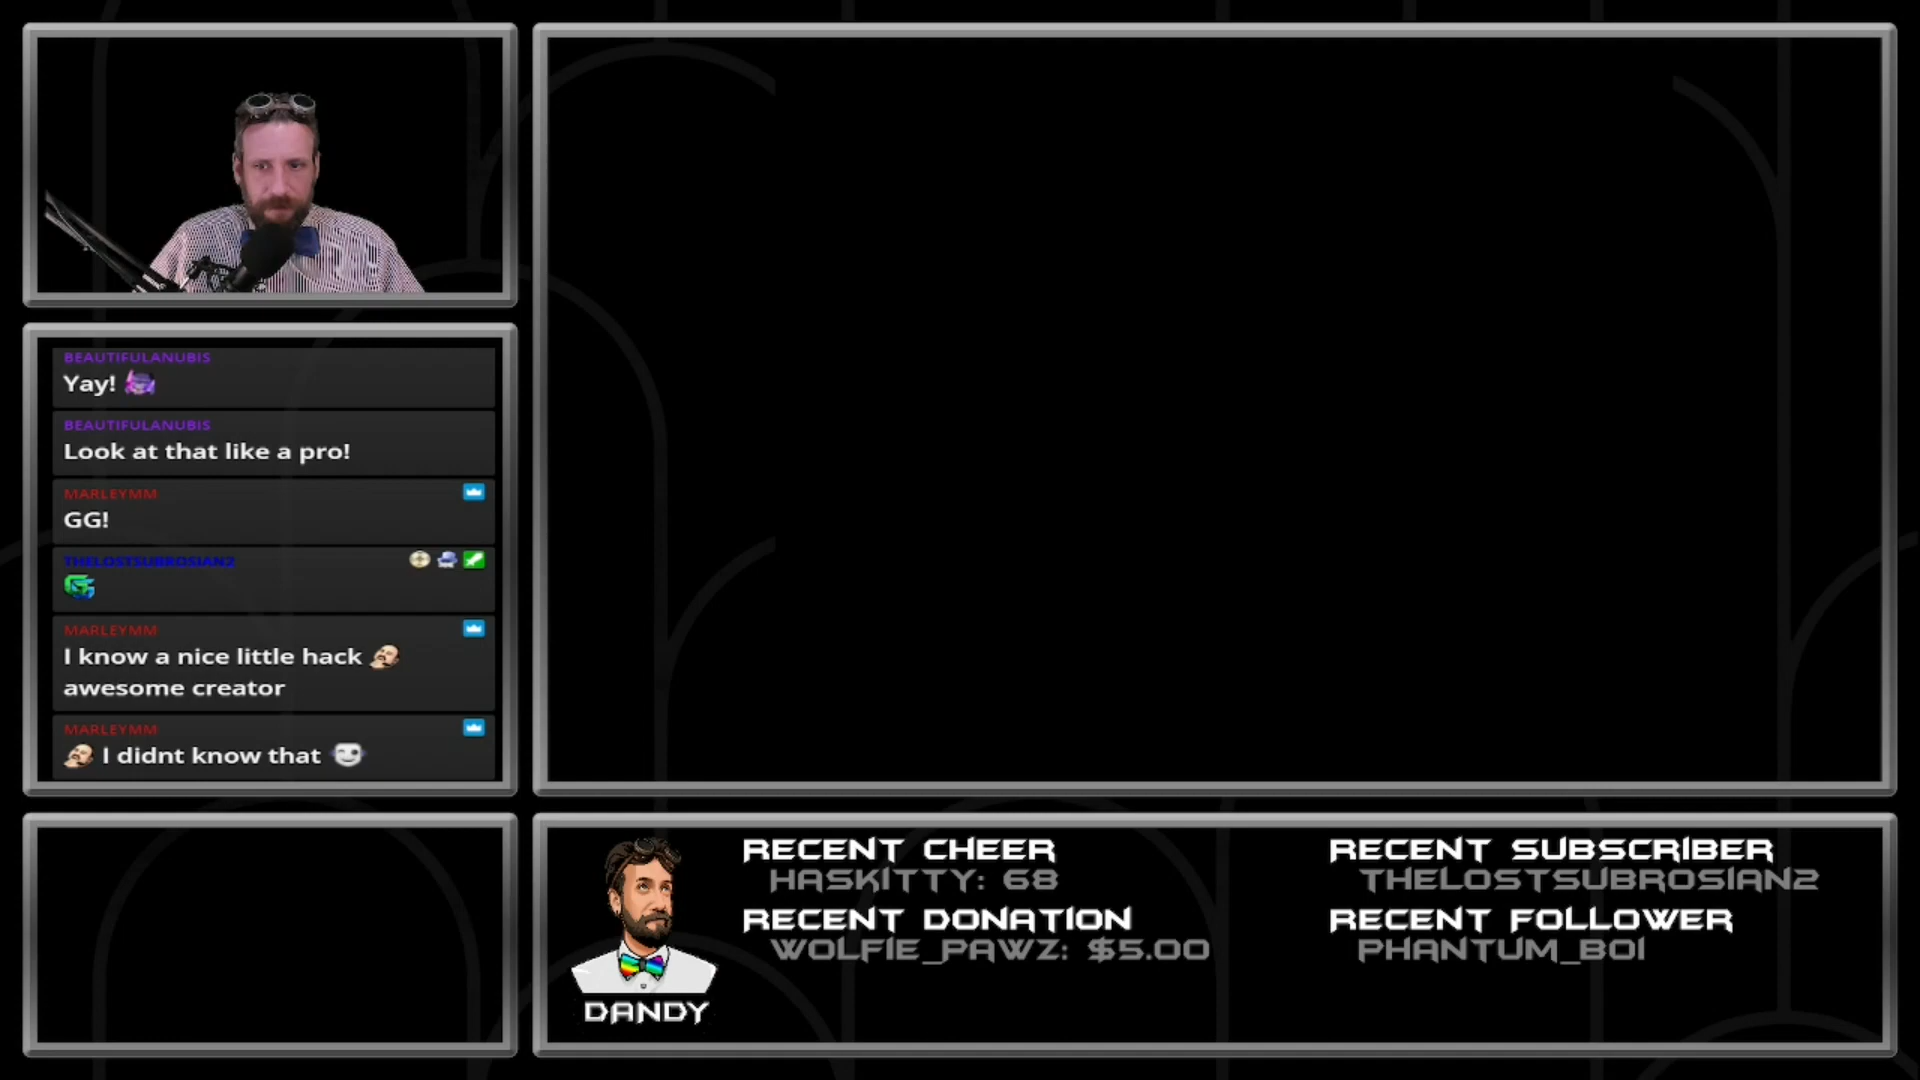 BEAUTIFULANUBIS
Yay!
BEAUTIFULANUBIS
Look at that like a pro!
MARLEYMM
GG!
THELOSTSUBROSIAN2
MARLEYMM
I know a nice little hack
awesome creator
MARLEYMM
I didnt know that
RECENT CHEER
HASKITTY: 68
RECENT DONATION
WOLFIE_PAWZ: $5.00
RECENT SUBSCRIBER
THELOSTSUBROSIAN2
RECENT FOLLOWER
PHANTUM_BOI
DANDY